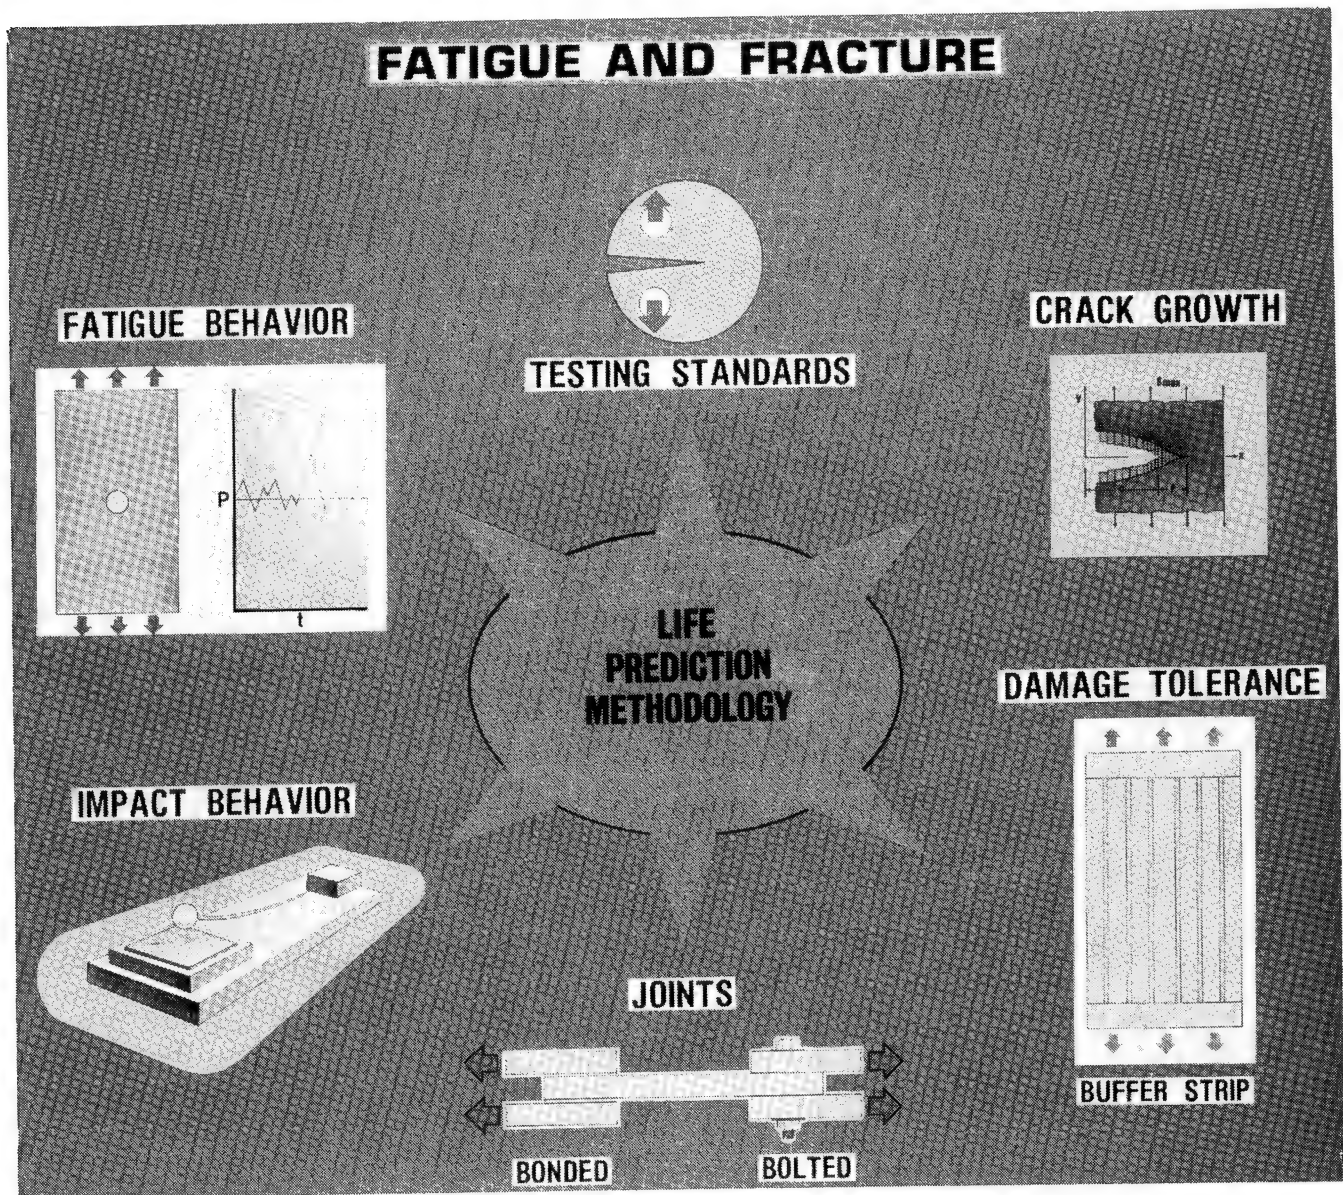 FATIGUE AND FRACTURE
TESTING STANDARDS
FATIGUE BEHAVIOR
P
t
CRACK GROWTH
y
x
LIFE
PREDICTION
METHODOLOGY
DAMAGE TOLERANCE
BUFFER STRIP
IMPACT BEHAVIOR
JOINTS
BONDED
BOLTED